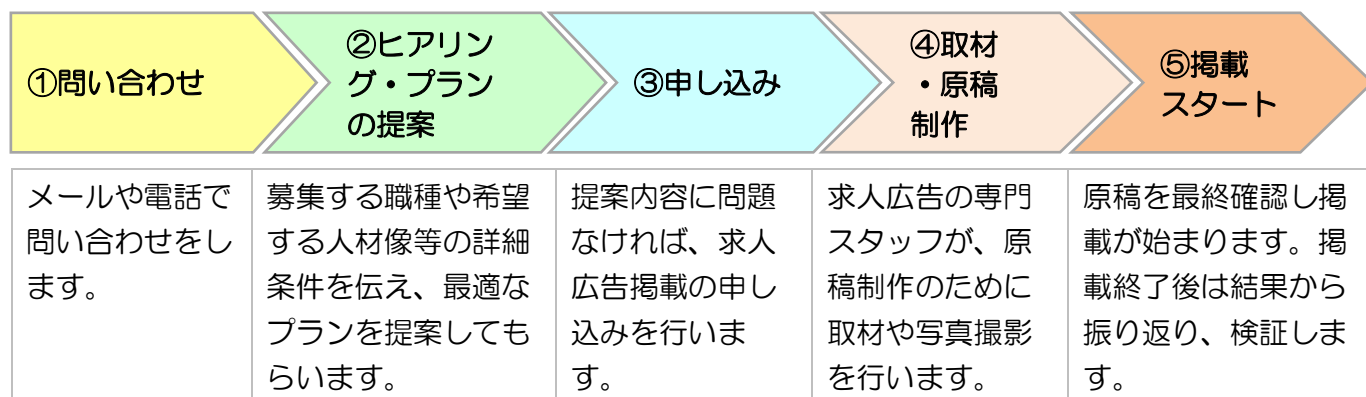 ①問い合わせ
②ヒアリン
グ・プラン
の提案
③申し込み
④取材
・原稿
制作
⑤掲載
スタート
メールや電話で
問い合わせをし
ます。
募集する職種や希望
する人材像等の詳細
条件を伝え、最適な
プランを提案しても
らいます。
提案内容に問題
なければ、求人
広告掲載の申し
込みを行いま
す。
求人広告の専門
スタッフが、原
稿制作のために
取材や写真撮影
を行います。
原稿を最終確認し掲
載が始まります。掲
載終了後は結果から
振り返り、検証しま
す。